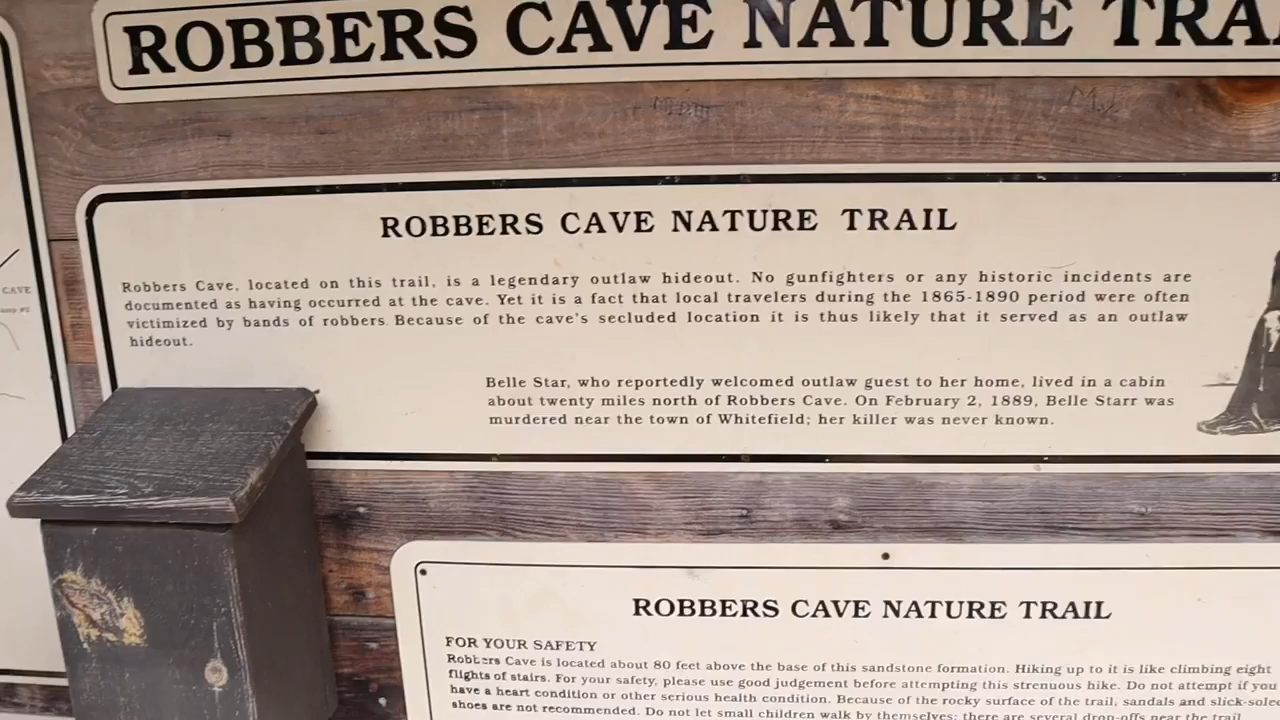 ROBBERS CAVE NATURE TRA
CAVE
ROBBERS CAVE NATURE TRAIL
Robbers Cave, located on this trail, is a legendary outlaw hideout. No gunfighters or any historic incidents are
documented as having occurred at the cave. Yet it is a fact that local travelers during the 1865-1890 period were often
victimized by bands of robbers. Because of the cave's secluded location it is thus likely that it served as an outlaw
hideout.
Belle Star, who reportedly welcomed outlaw guest to her home, lived in a cabin
about twenty miles north of Robbers Cave. On February 2, 1889, Belle Starr was
murdered near the town of Whitefield; her killer was never known.
ROBBERS CAVE NATURE TRAIL
FOR YOUR SAFETY
Robbers Cave is located about 80 feet above the base of this sandstone formation. Hiking up to it is like climbing eight
flights of stairs. For your safety, please use good judgement before attempting this strenuous hike. Do not attempt if you
have a heart condition or other serious health condition. Because of the rocky surface of the trail, sandals and slick-soled
shoes are not recommended. Do not let small children walk by themselves; there are several drop-offs near the trail.